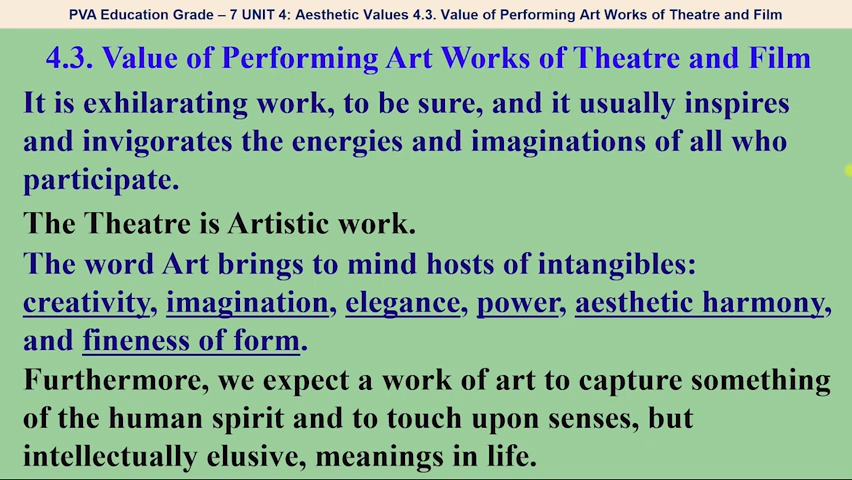 PVA Education Grade – 7 UNIT 4: Aesthetic Values 4.3. Value of Performing Art Works of Theatre and Film
4.3. Value of Performing Art Works of Theatre and Film
It is exhilarating work, to be sure, and it usually inspires
and invigorates the energies and imaginations of all who
participate.
The Theatre is Artistic work.
The word Art brings to mind hosts of intangibles:
creativity, imagination, elegance, power, aesthetic harmony,
and fineness of form.
Furthermore, we expect a work of art to capture something
of the human spirit and to touch upon senses, but
intellectually elusive, meanings in life.